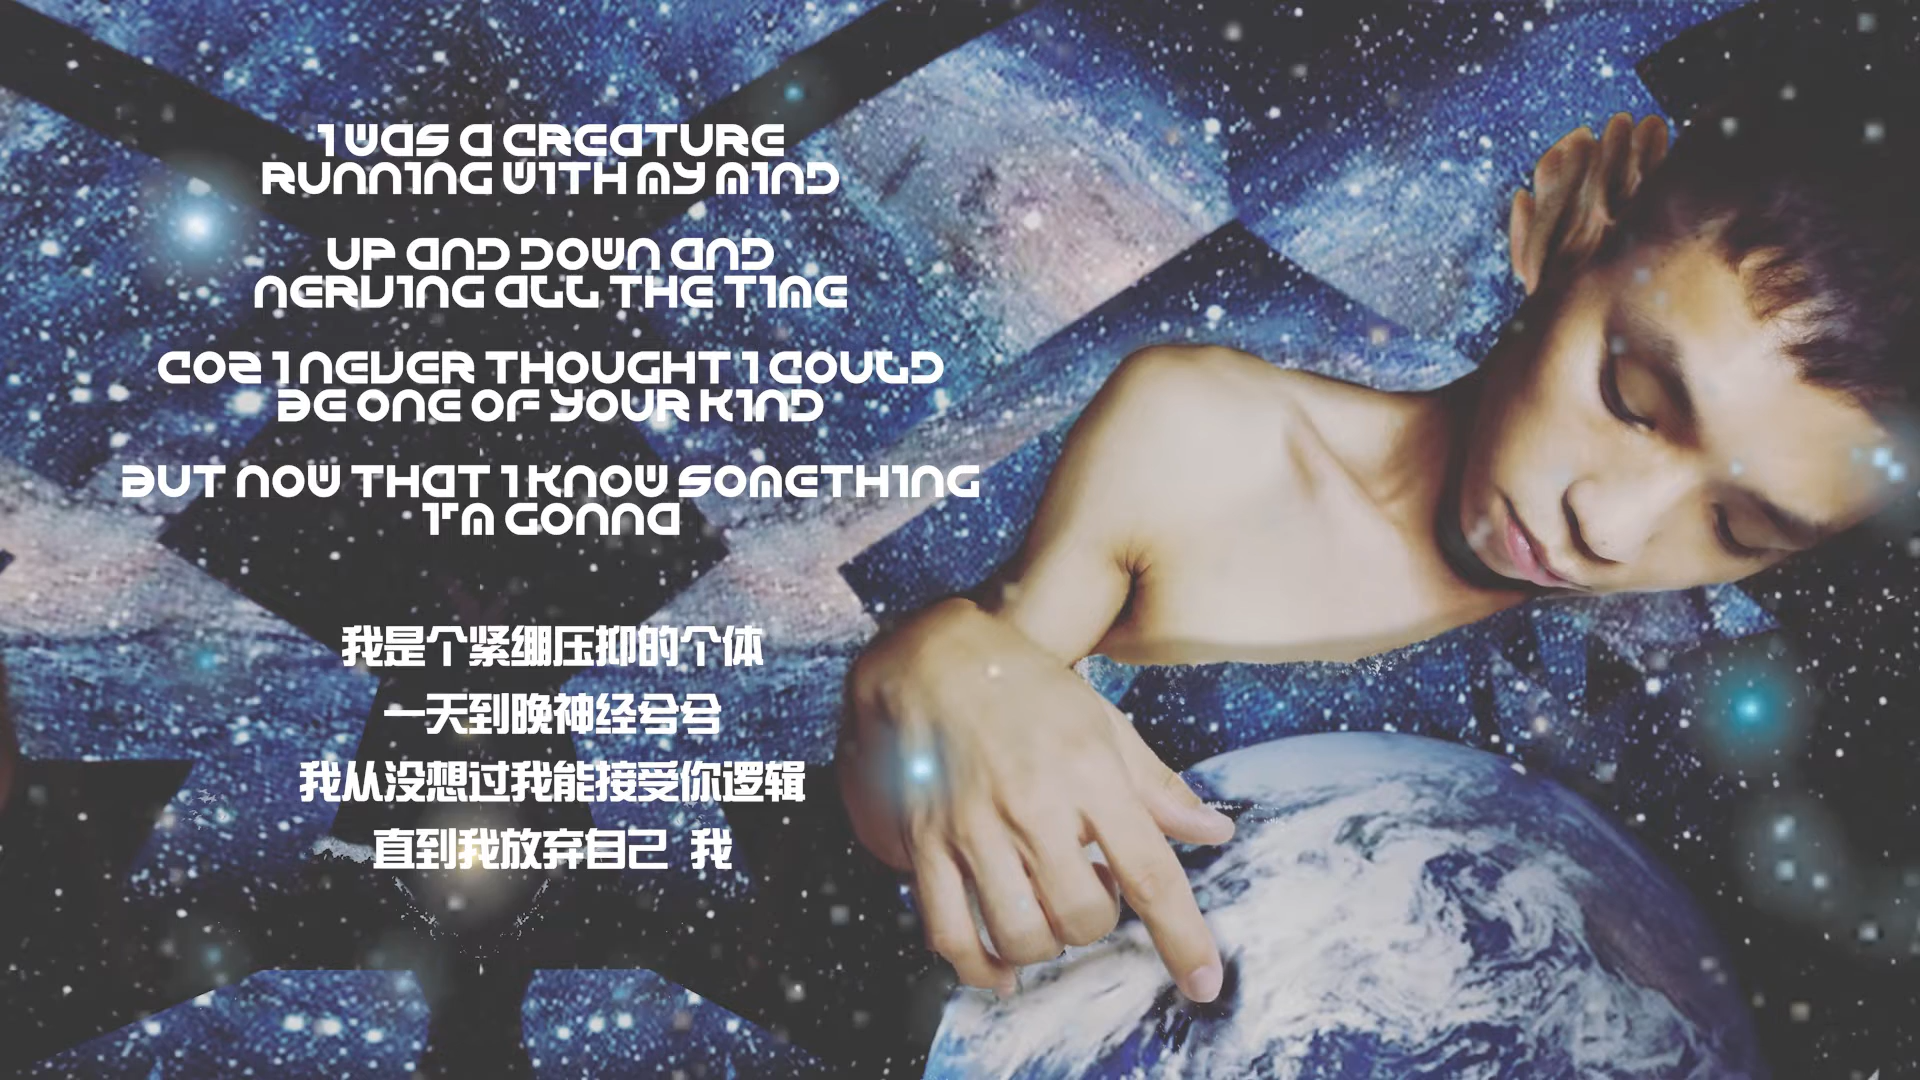 I WAS A CREATURE
RUNNING WITH MY MIND
UP AND DOWN AND
NERVING ALL THE TIME
COZ I NEVER THOUGHT I COULD
BE ONE OF YOUR KIND
BUT NOW THAT I KNOW SOMETHING
I'M GONNA
我是个紧绷压抑的个体
一天到晚神经兮兮
我从没想过我能接受你逻辑
直到我放弃自己 我